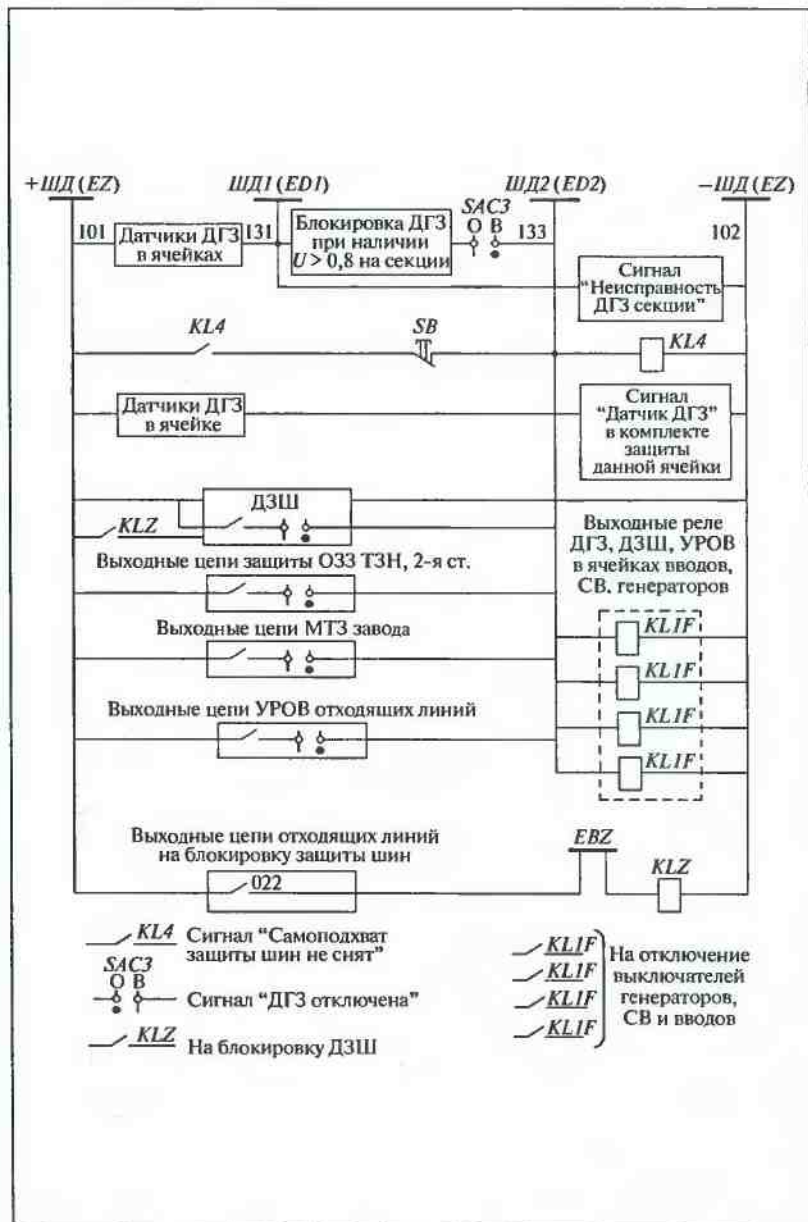 +ШД (EZ) ШД1 (ED1) ШД2 (ED2) −ШД (EZ)
SAC3
О В
101 Датчики ДГЗ в ячейках 131 Блокировка ДГЗ при наличии U > 0,8 на секции 133 102
Сигнал
"Неисправность
ДГЗ секции"
KL4 SB KL4
Датчики ДГЗ
в ячейке
Сигнал
"Датчик ДГЗ"
в комплекте
защиты
данной ячейки
ДЗШ
KLZ
Выходные реле
ДГЗ, ДЗШ, УРОВ
в ячейках вводов,
СВ, генераторов
Выходные цепи защиты ОЗЗ ТЗН, 2-я ст.
Выходные цепи МТЗ завода
Выходные цепи УРОВ отходящих линий
KL1F
KL1F
KL1F
KL1F
Выходные цепи отходящих линий
на блокировку защиты шин
022
EBZ
KLZ
KL4 Сигнал "Самоподхват
защиты шин не снят"
SAC3
О В
Сигнал "ДГЗ отключена"
KLZ На блокировку ДЗШ
KL1F
KL1F
KL1F
KL1F
На отключение
выключателей
генераторов,
СВ и вводов